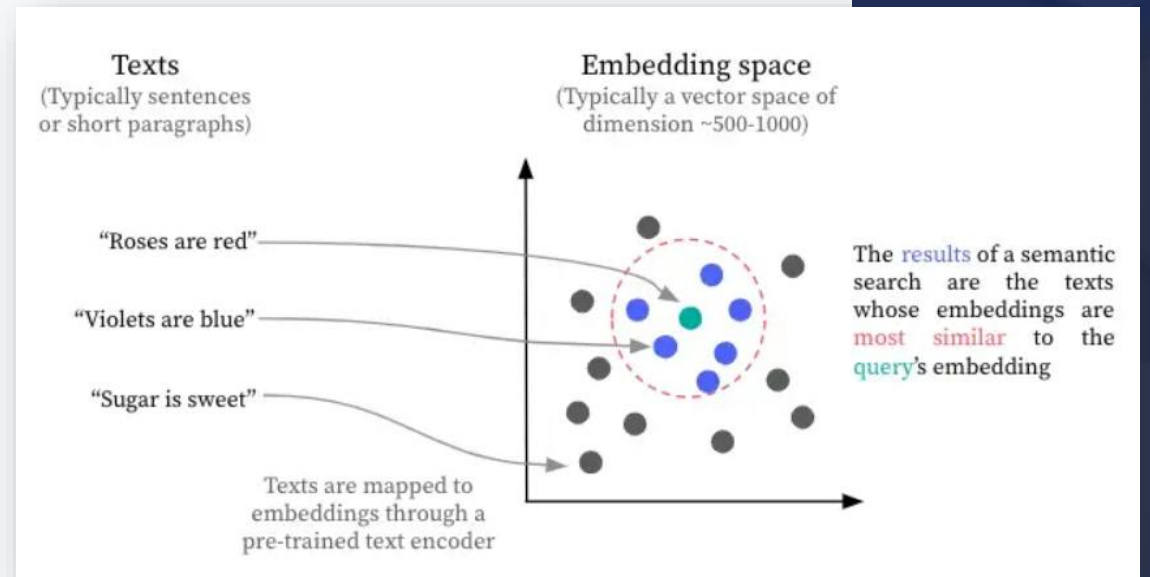 Texts
(Typically sentences
or short paragraphs)
Embedding space
(Typically a vector space of
dimension ~500-1000)
“Roses are red”
“Violets are blue”
“Sugar is sweet”
Texts are mapped to
embeddings through a
pre-trained text encoder
The results of a semantic
search are the texts
whose embeddings are
most similar to the
query’s embedding